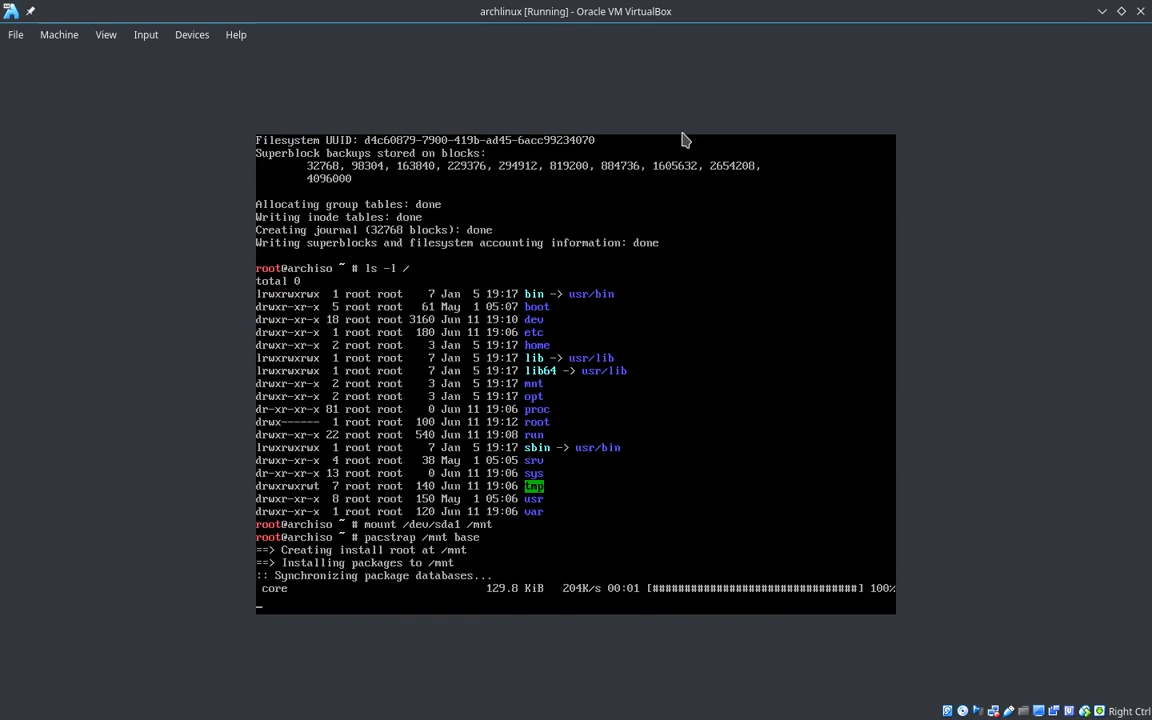 archlinux [Running] - Oracle VM VirtualBox
File Machine View Input Devices Help
Filesystem UUID: d4c60879-7900-419b-ad45-6acc99234070
Superblock backups stored on blocks:
32768, 98304, 163840, 229376, 294912, 819200, 884736, 1605632, 2654208,
4096000
Allocating group tables: done
Writing inode tables: done
Creating journal (32768 blocks): done
Writing superblocks and filesystem accounting information: done
root@archiso ~ # ls -l /
total 0
lrwxrwxrwx 1 root root 7 Jan 5 19:17 bin -> usr/bin
drwxr-xr-x 5 root root 61 May 1 05:07 boot
drwxr-xr-x 18 root root 3160 Jun 11 19:10 dev
drwxr-xr-x 1 root root 180 Jun 11 19:06 etc
drwxr-xr-x 2 root root 3 Jan 5 19:17 home
lrwxrwxrwx 1 root root 7 Jan 5 19:17 lib -> usr/lib
lrwxrwxrwx 1 root root 7 Jan 5 19:17 lib64 -> usr/lib
drwxr-xr-x 2 root root 3 Jan 5 19:17 mnt
drwxr-xr-x 2 root root 3 Jan 5 19:17 opt
dr-xr-xr-x 81 root root 0 Jun 11 19:06 proc
drwx------ 1 root root 100 Jun 11 19:12 root
drwxr-xr-x 22 root root 540 Jun 11 19:08 run
lrwxrwxrwx 1 root root 7 Jan 5 19:17 sbin -> usr/bin
drwxr-xr-x 4 root root 38 May 1 05:05 srv
dr-xr-xr-x 13 root root 0 Jun 11 19:06 sys
drwxrwxrwt 7 root root 140 Jun 11 19:06 tmp
drwxr-xr-x 8 root root 150 May 1 05:06 usr
drwxr-xr-x 1 root root 120 Jun 11 19:06 var
root@archiso ~ # mount /dev/sda1 /mnt
root@archiso ~ # pacstrap /mnt base
==> Creating install root at /mnt
==> Installing packages to /mnt
:: Synchronizing package databases...
core 129.8 KiB 204K/s 00:01 [#################################] 100%
Right Ctrl